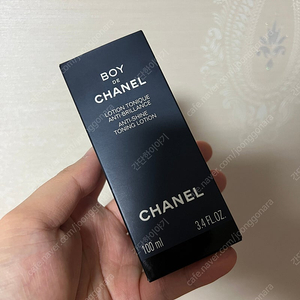 BOY
DE
CHANEL
LOTION TONIQUE
ANTI-BRILLANCE
ANTI-SHINE
TONING LOTION
CHANEL
100 ml
3.4 FL. OZ.